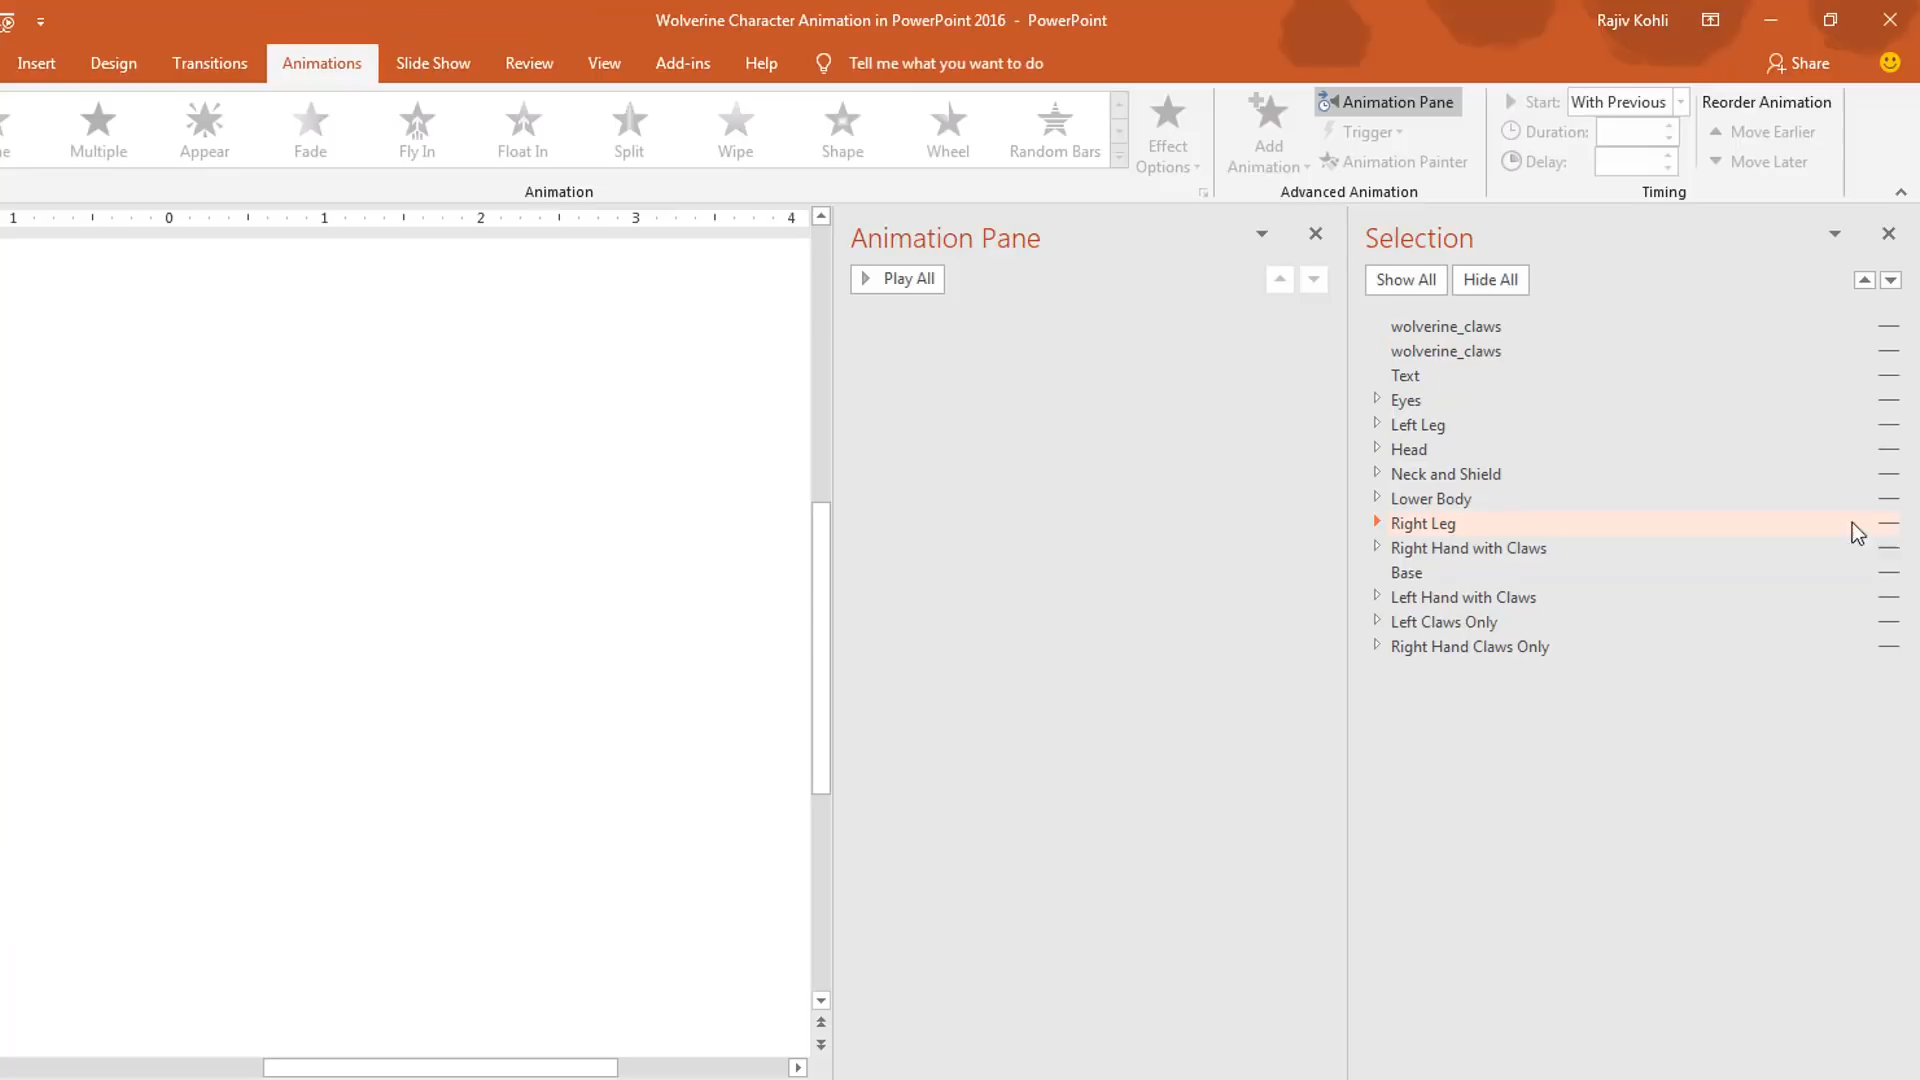 Wolverine Character Animation in PowerPoint 2016 - PowerPoint
Rajiv Kohli
Insert
Design
Transitions
Animations
Slide Show
Review
View
Add-ins
Help
Tell me what you want to do
Share
Multiple
Appear
Fade
Fly In
Float In
Split
Wipe
Shape
Wheel
Random Bars
Effect
Options
Add
Animation
Animation Pane
Trigger
Animation Painter
Start:
With Previous
Duration:
Delay:
Reorder Animation
Move Earlier
Move Later
Animation
Advanced Animation
Timing
1 0 1 2 3 4
Animation Pane
Play All
Selection
Show All
Hide All
wolverine_claws
wolverine_claws
Text
Eyes
Left Leg
Head
Neck and Shield
Lower Body
Right Leg
Right Hand with Claws
Base
Left Hand with Claws
Left Claws Only
Right Hand Claws Only